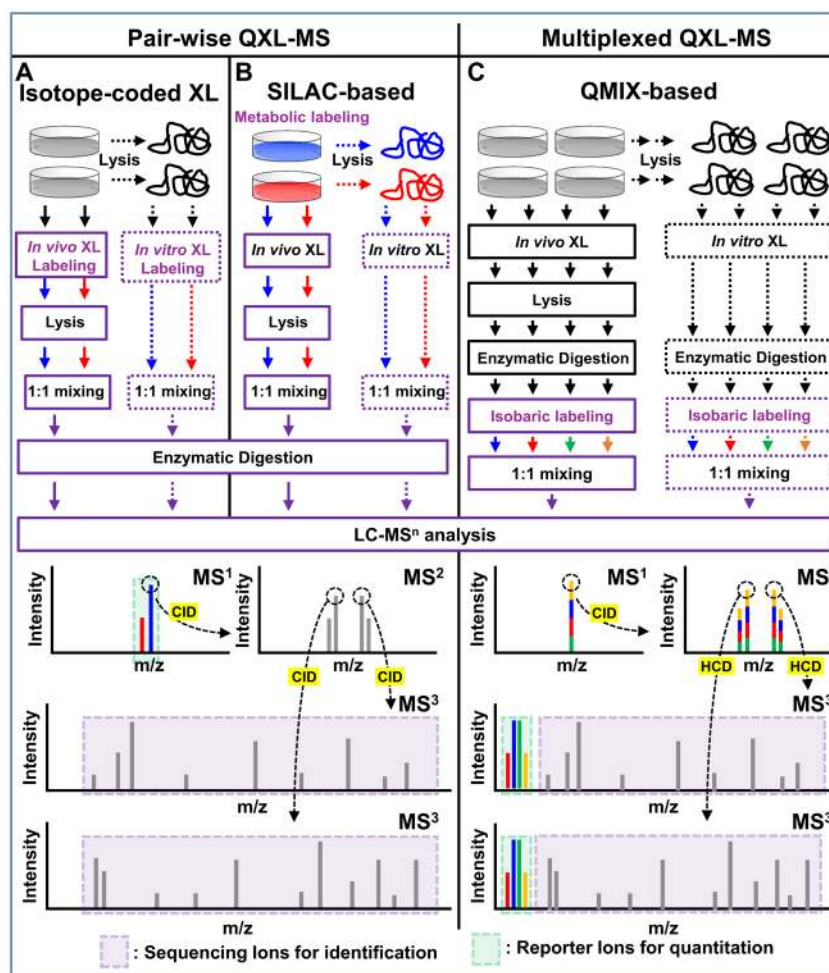 Pair-wise QXL-MS
Multiplexed QXL-MS
A
Isotope-coded XL
Lysis
In vivo XL
Labeling
In vitro XL
Labeling
Lysis
1:1 mixing
1:1 mixing
B
SILAC-based
Metabolic labeling
Lysis
In vivo XL
In vitro XL
Lysis
1:1 mixing
1:1 mixing
Enzymatic Digestion
C
QMIX-based
Lysis
In vivo XL
In vitro XL
Lysis
Enzymatic Digestion
Enzymatic Digestion
Isobaric labeling
Isobaric labeling
1:1 mixing
1:1 mixing
LC-MSⁿ analysis
Intensity
MS¹
CID
m/z
Intensity
MS²
m/z
CID
CID
Intensity
MS³
m/z
Intensity
MS³
m/z
Intensity
MS¹
CID
m/z
Intensity
MS
m/z
HCD
HCD
Intensity
MS³
m/z
Intensity
MS³
m/z
: Sequencing Ions for identification
: Reporter Ions for quantitation